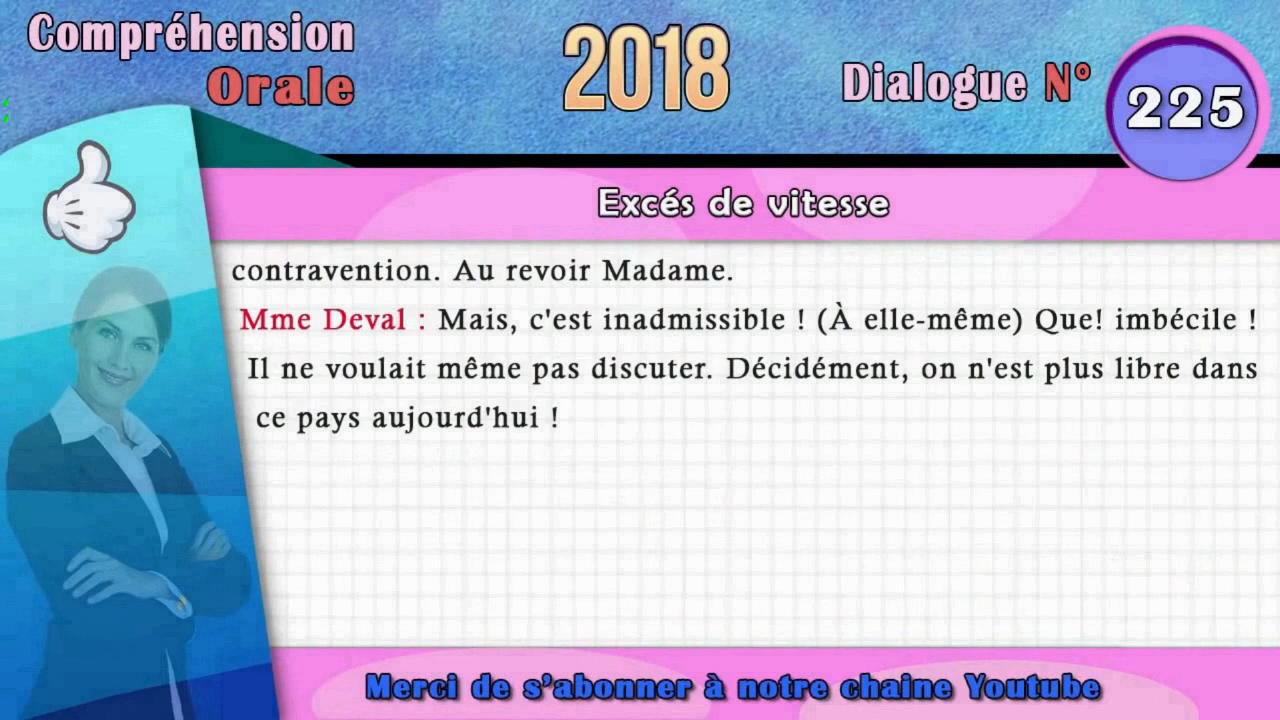 Compréhension
Orale
2018
Dialogue N°
225
Excés de vitesse
contravention. Au revoir Madame.
Mme Deval : Mais, c'est inadmissible ! (À elle-même) Que! imbécile !
Il ne voulait même pas discuter. Décidément, on n'est plus libre dans
ce pays aujourd'hui !
Merci de s'abonner à notre chaine Youtube